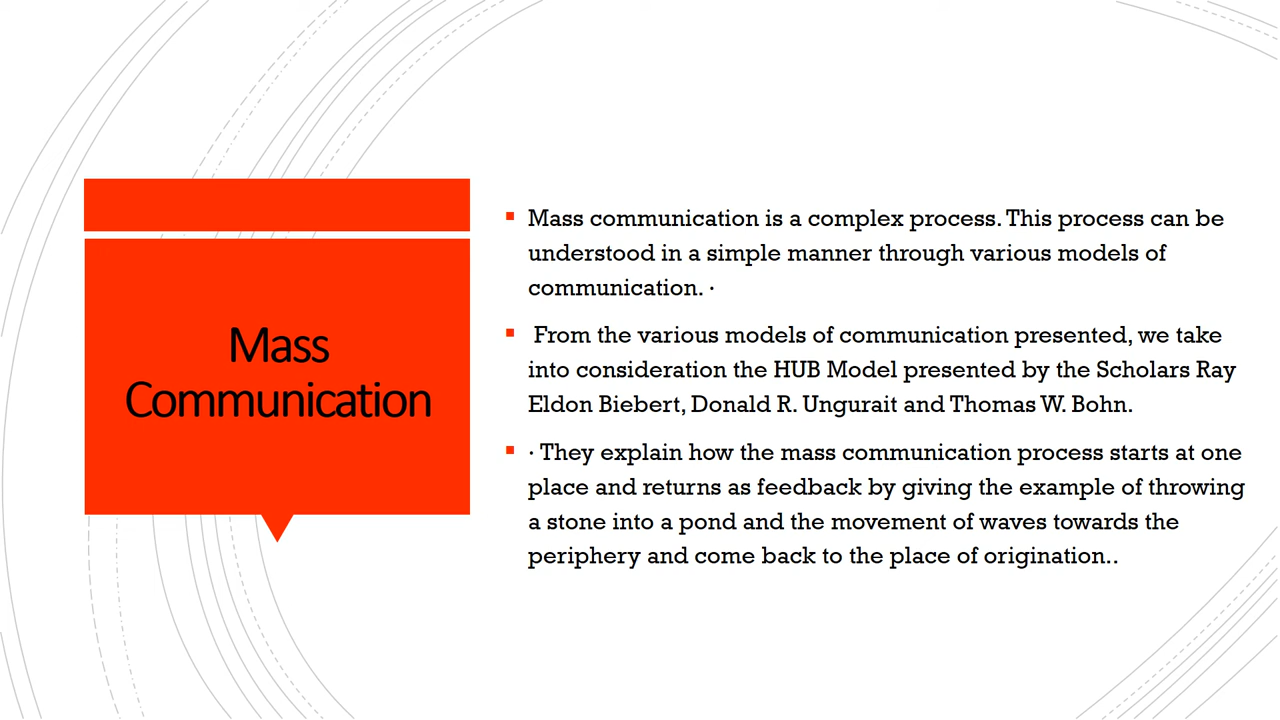 Mass
Communication
Mass communication is a complex process. This process can be
understood in a simple manner through various models of
communication. ·
From the various models of communication presented, we take
into consideration the HUB Model presented by the Scholars Ray
Eldon Biebert, Donald R. Ungurait and Thomas W. Bohn.
· They explain how the mass communication process starts at one
place and returns as feedback by giving the example of throwing
a stone into a pond and the movement of waves towards the
periphery and come back to the place of origination..